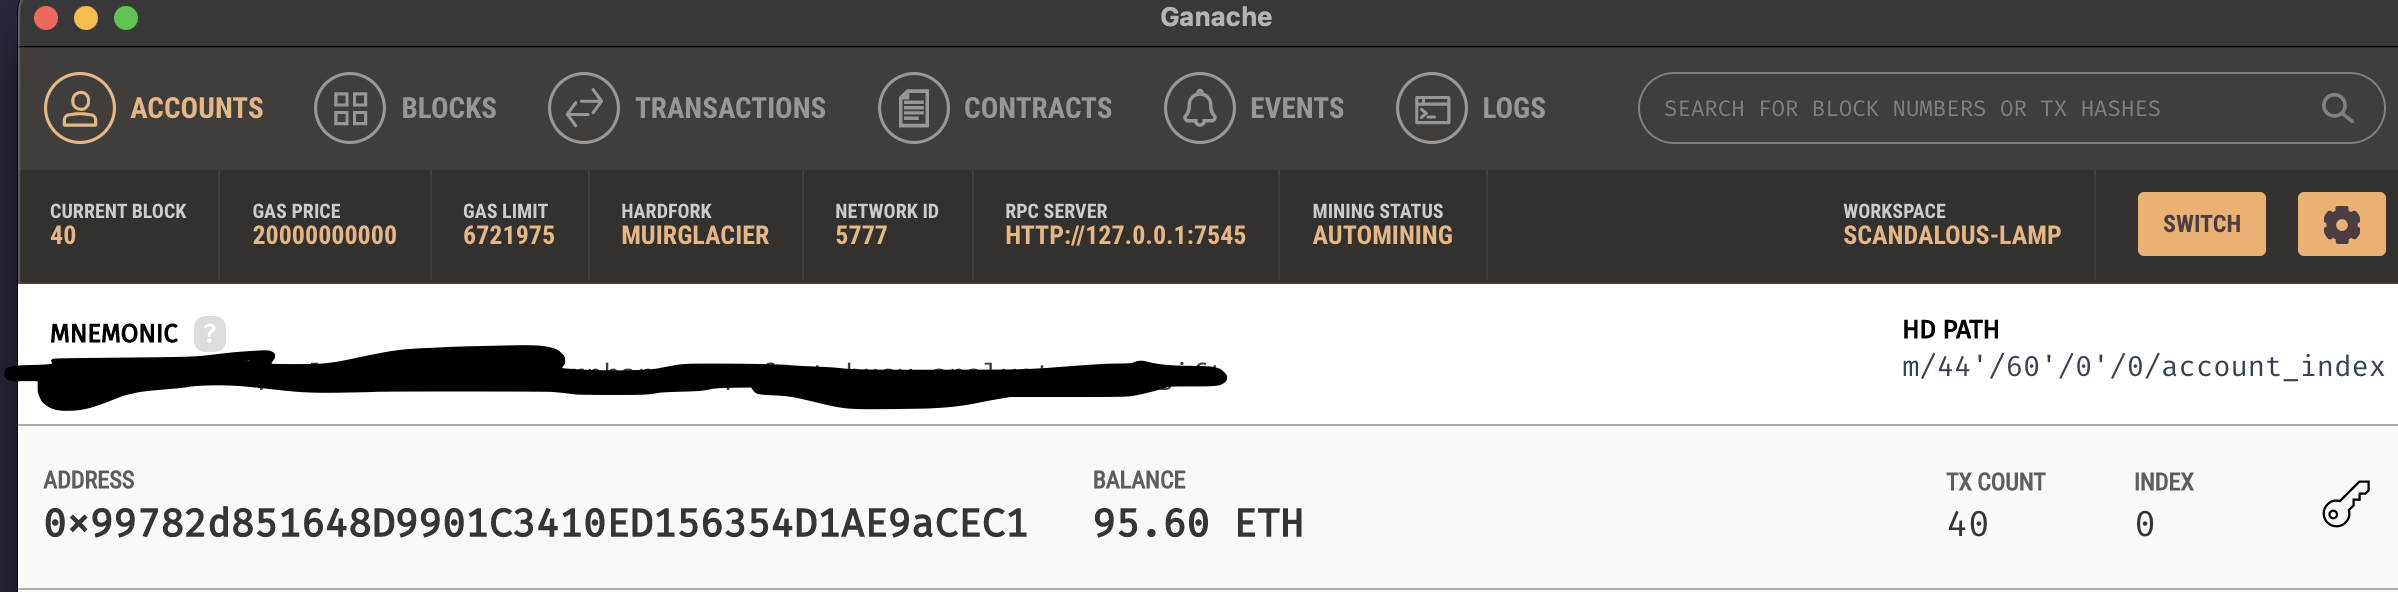 Ganache
ACCOUNTS BLOCKS TRANSACTIONS CONTRACTS EVENTS LOGS SEARCH FOR BLOCK NUMBERS OR TX HASHES
CURRENT BLOCK GAS PRICE GAS LIMIT HARDFORK NETWORK ID RPC SERVER MINING STATUS WORKSPACE
40 20000000000 6721975 MUIRGLACIER 5777 HTTP://127.0.0.1:7545 AUTOMINING SCANDALOUS-LAMP SWITCH
MNEMONIC ? HD PATH
m/44'/60'/0'/0/account_index
ADDRESS BALANCE TX COUNT INDEX
0×99782d851648D9901C3410ED156354D1AE9aCEC1 95.60 ETH 40 0